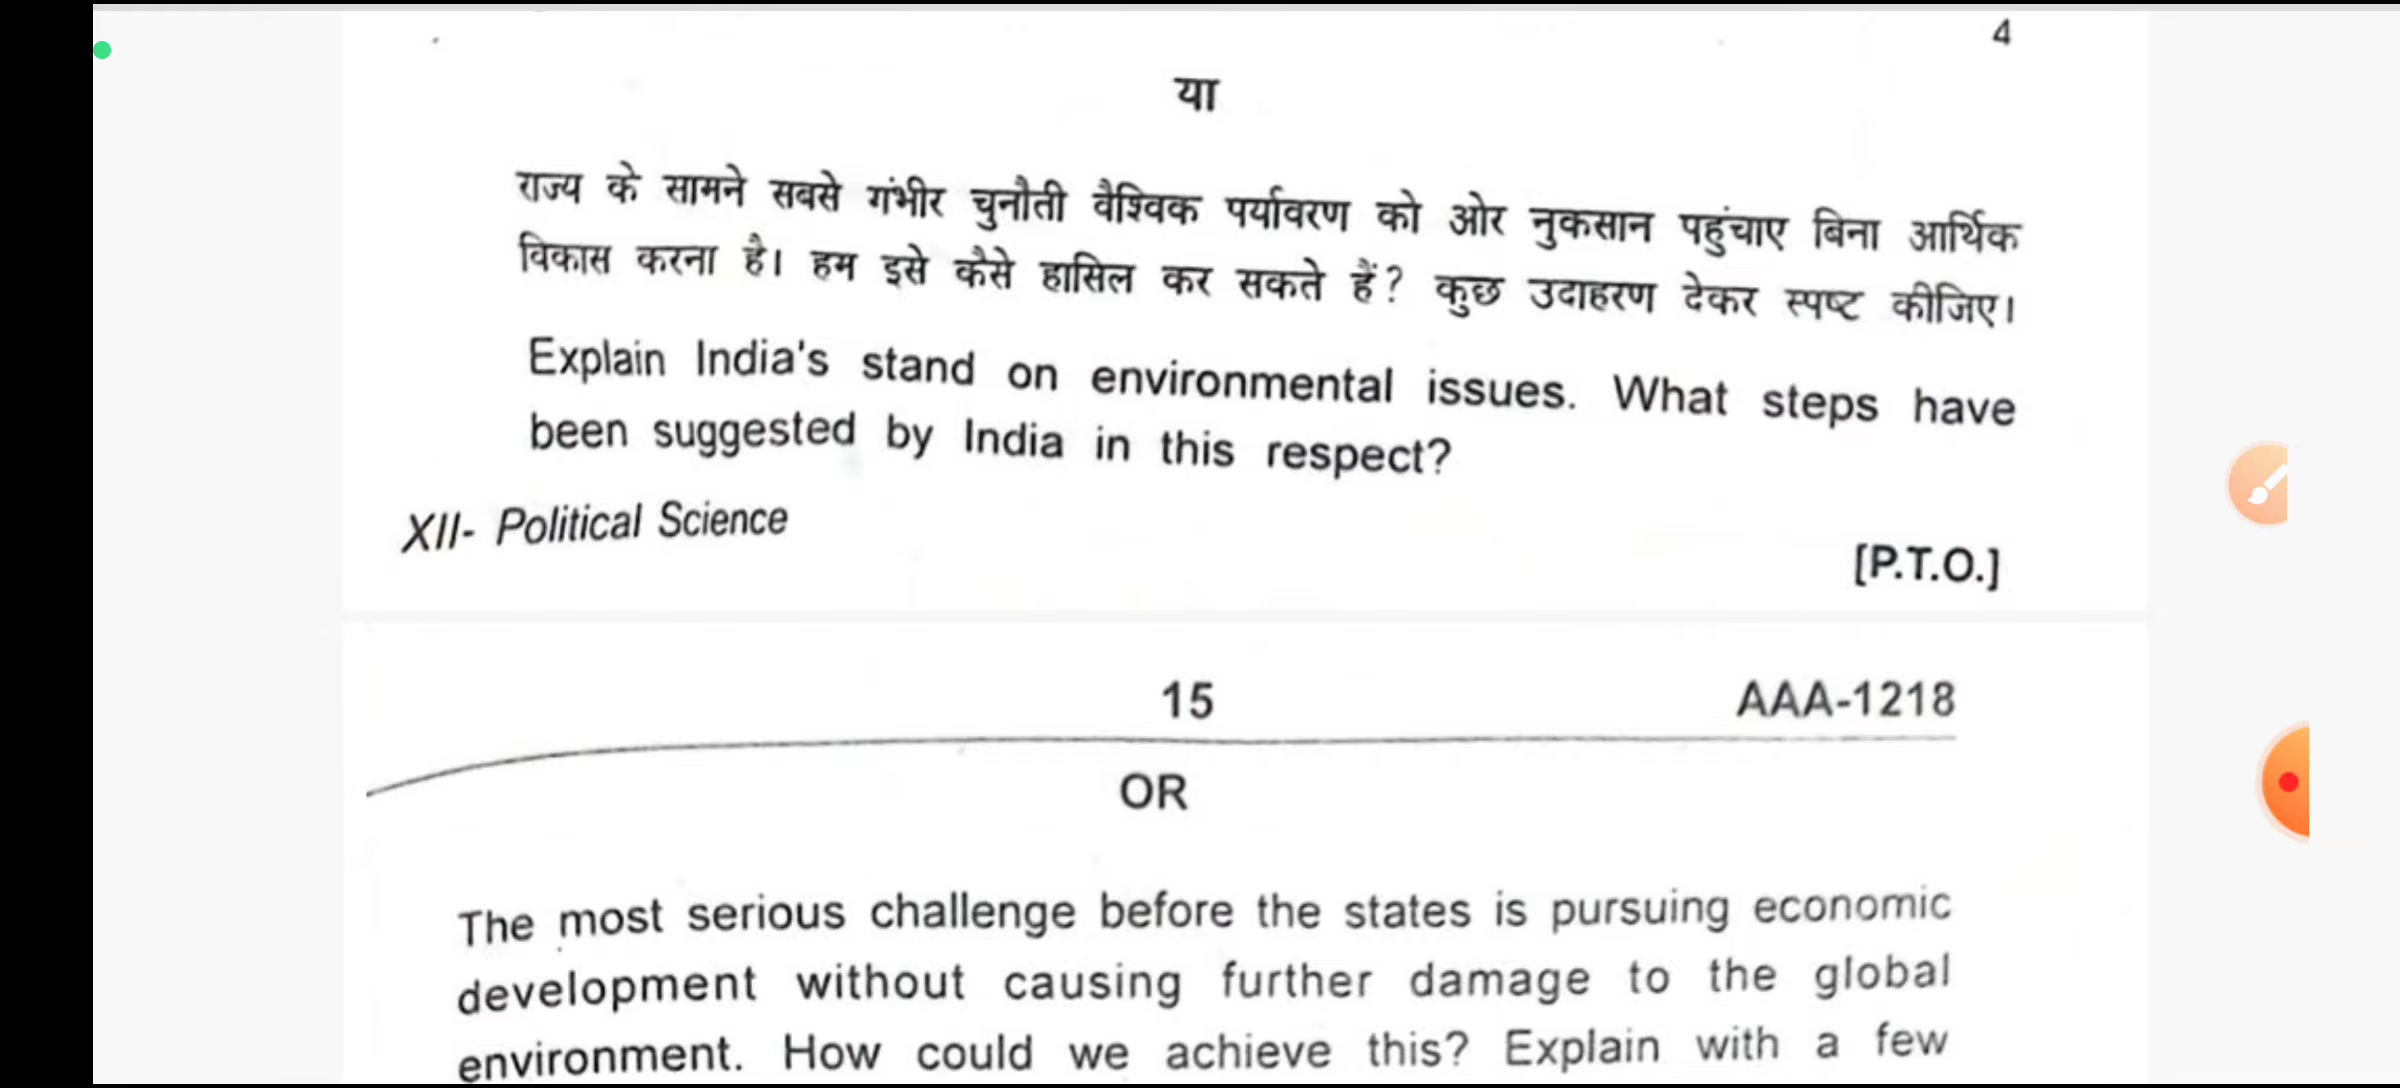 4
या
राज्य के सामने सबसे गंभीर चुनौती वैश्विक पर्यावरण को ओर नुकसान पहुंचाए बिना आर्थिक
विकास करना है। हम इसे कैसे हासिल कर सकते हैं? कुछ उदाहरण देकर स्पष्ट कीजिए।
Explain India's stand on environmental issues. What steps have
been suggested by India in this respect?
XII- Political Science
[P.T.O.]
15 AAA-1218
OR
The most serious challenge before the states is pursuing economic
development without causing further damage to the global
environment. How could we achieve this? Explain with a few